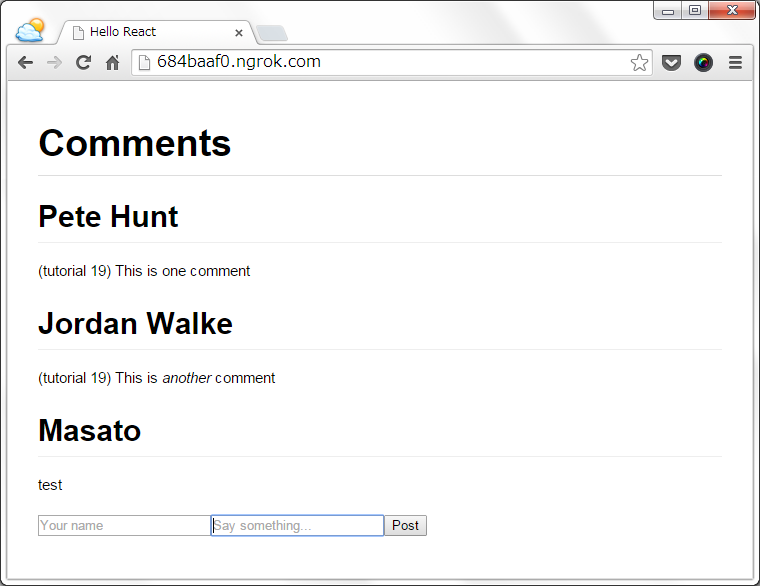 Hello React
684baaf0.ngrok.com
Comments
Pete Hunt
(tutorial 19) This is one comment
Jordan Walke
(tutorial 19) This is another comment
Masato
test
Your name Say something... Post